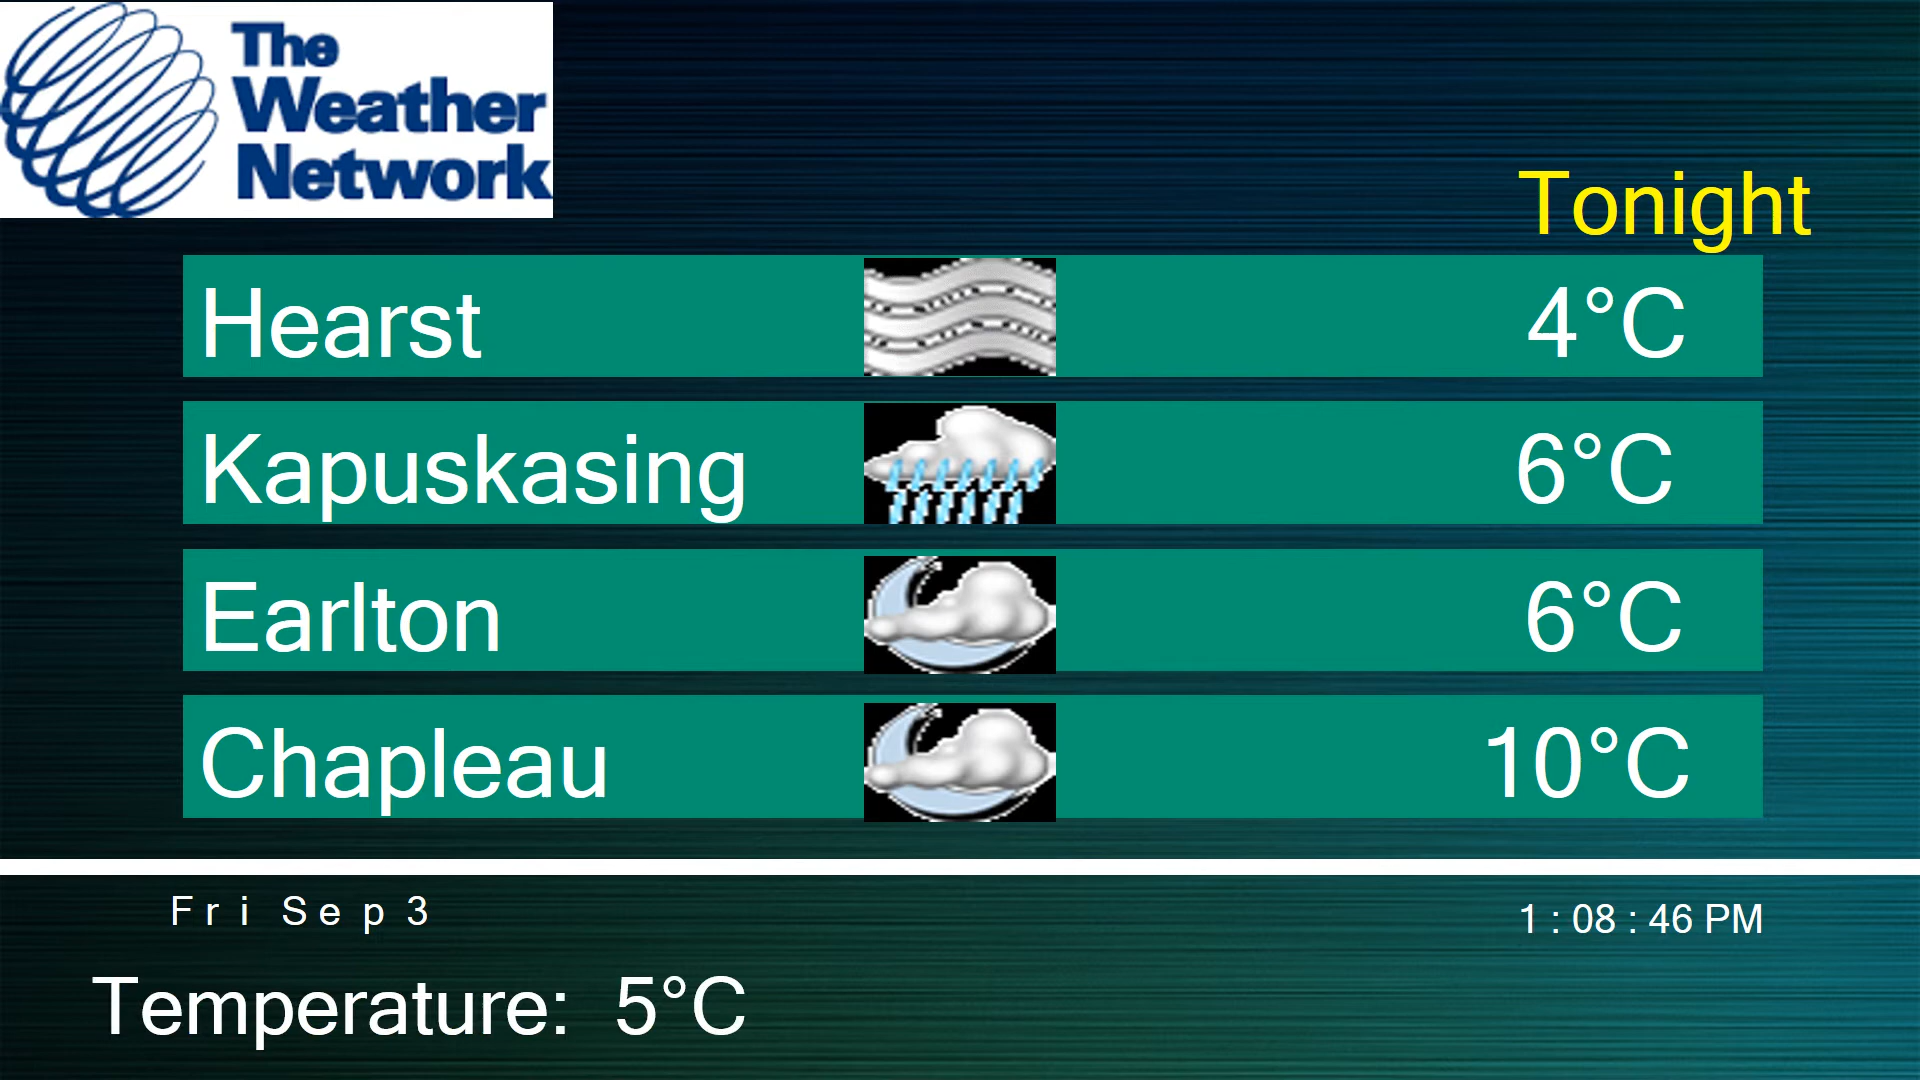 The
Weather
Network
Tonight
Hearst 4°C
Kapuskasing 6°C
Earlton 6°C
Chapleau 10°C
Fri Sep 3 1:08:46 PM
Temperature: 5°C